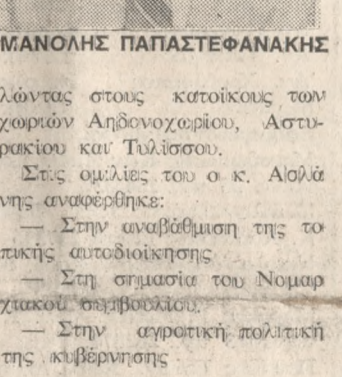 ΜΑΝΟΛΗΣ ΠΑΠΑΣΤΕΦΑΝΑΚΗΣ
λώντας στους κατοίκους των
χωριών Αηδονοχωρίου, Αστυ-
ρακίου και Τυλίσσου.
Στις ομιλίες του ο κ. Ασλά
νης αναφέρθηκε:
— Στην αναβάθμιση της το
πικής αυτοδιοίκησης
— Στη σημασία του Νομαρ
χιακού συμβουλίου.
— Στην αγροτική πολιτική
της κυβέρνησης